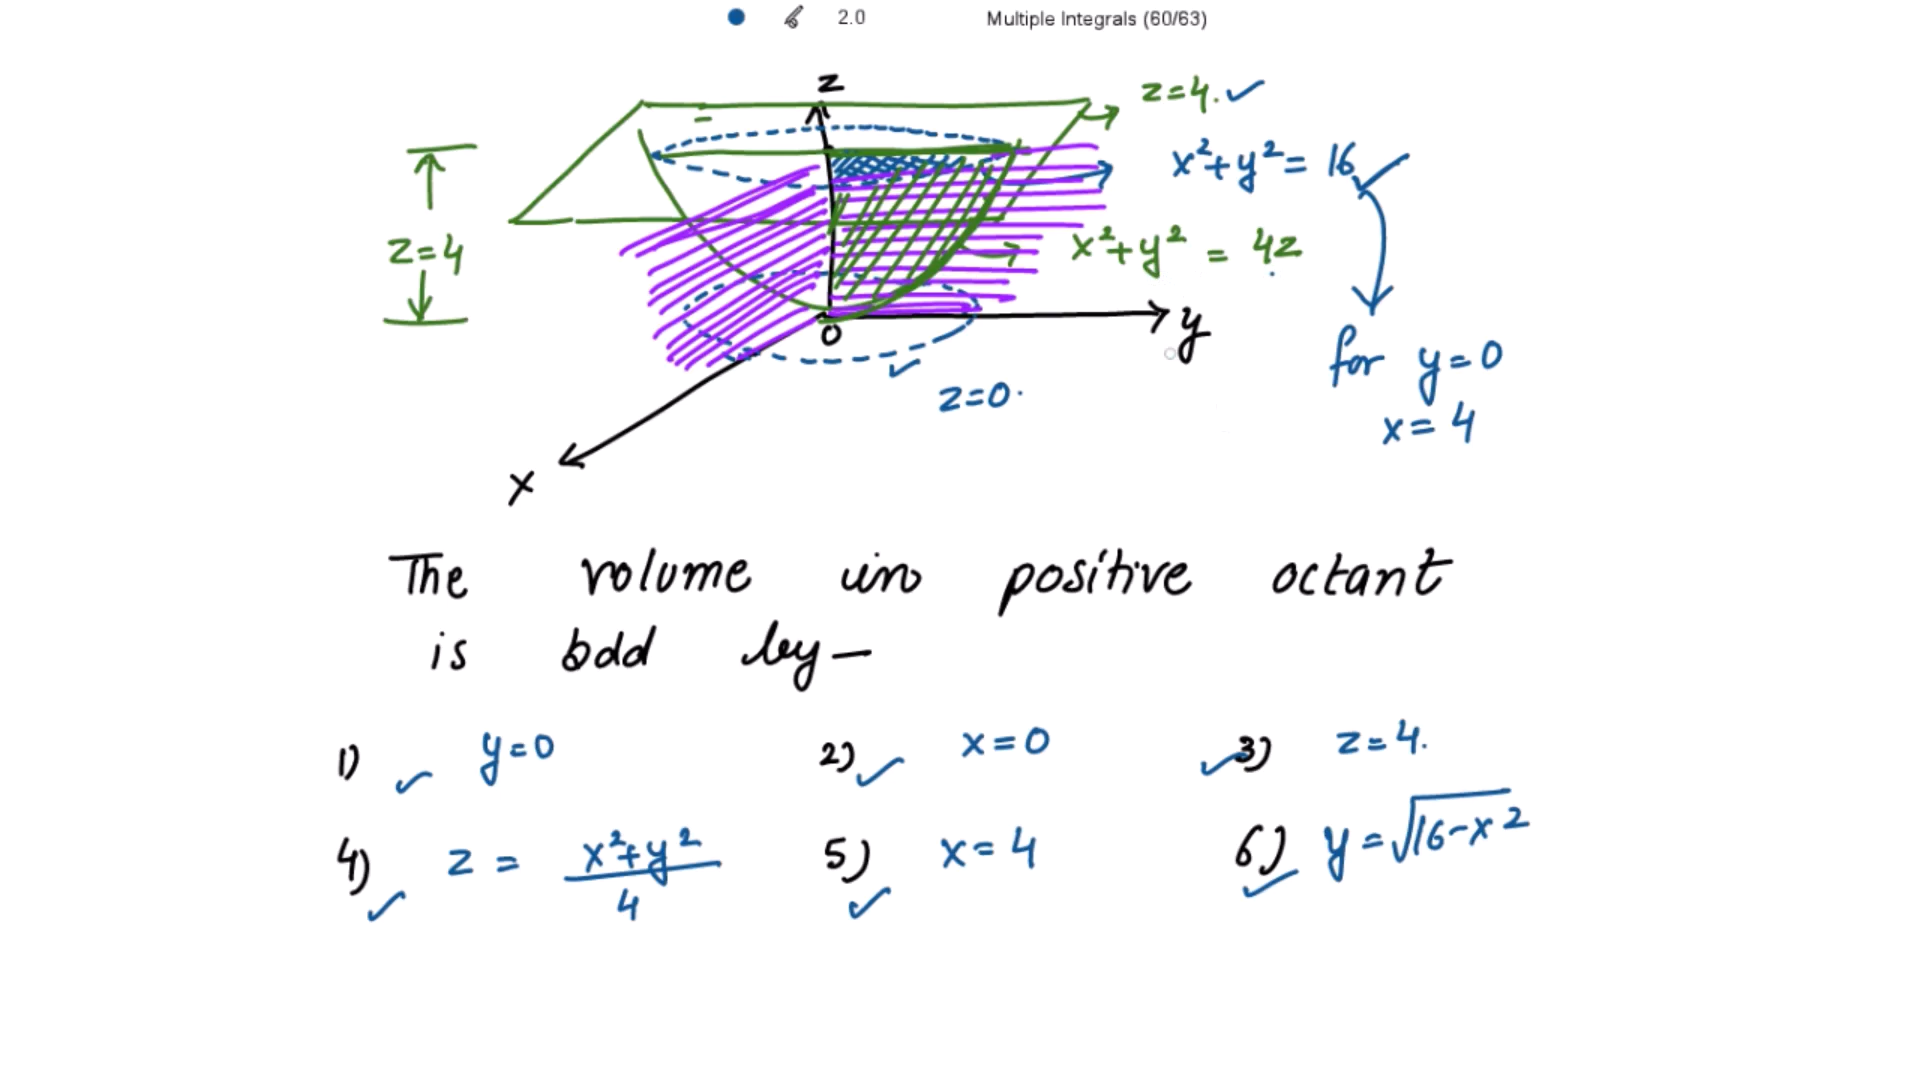 2.0 Multiple Integrals (60/63)
z
z=4.
=
x²+y²= 16
z=4
x²+y² = 4z
0
y
for y=0
z=0.
x= 4
x
The volume in positive octant
is bdd by—
1) y=0 2) x=0 3) z=4.
4) z = x²+y²/4 5) x=4 6) y=√16-x²